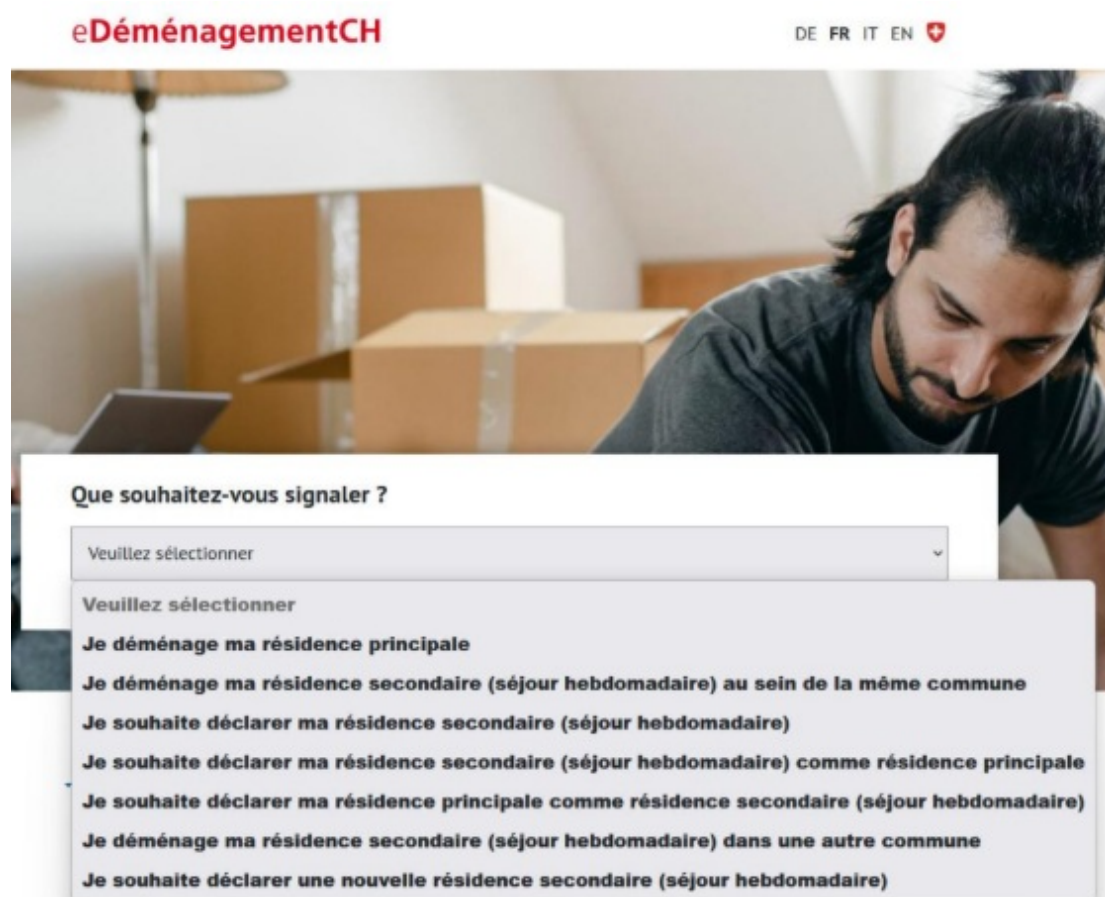 eDéménagementCH
DE FR IT EN
Que souhaitez-vous signaler ?
Veuillez sélectionner
Veuillez sélectionner
Je déménage ma résidence principale
Je déménage ma résidence secondaire (séjour hebdomadaire) au sein de la même commune
Je souhaite déclarer ma résidence secondaire (séjour hebdomadaire)
Je souhaite déclarer ma résidence secondaire (séjour hebdomadaire) comme résidence principale
Je souhaite déclarer ma résidence principale comme résidence secondaire (séjour hebdomadaire)
Je déménage ma résidence secondaire (séjour hebdomadaire) dans une autre commune
Je souhaite déclarer une nouvelle résidence secondaire (séjour hebdomadaire)